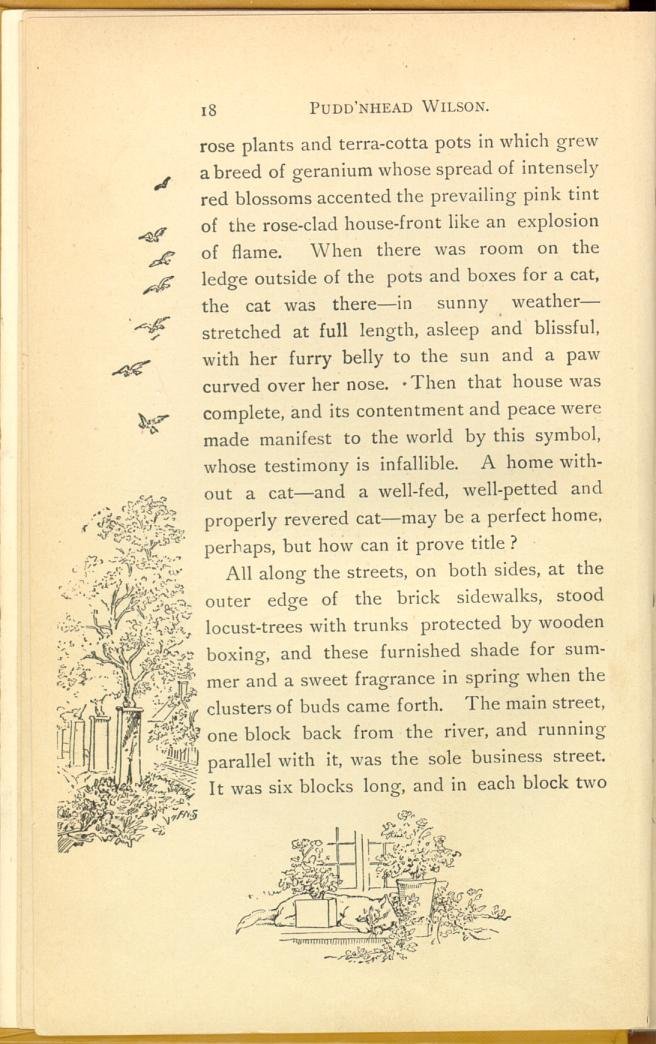 18 PUDD'NHEAD WILSON.
rose plants and terra-cotta pots in which grew
a breed of geranium whose spread of intensely
red blossoms accented the prevailing pink tint
of the rose-clad house-front like an explosion
of flame. When there was room on the
ledge outside of the pots and boxes for a cat,
the cat was there—in sunny weather—
stretched at full length, asleep and blissful,
with her furry belly to the sun and a paw
curved over her nose. Then that house was
complete, and its contentment and peace were
made manifest to the world by this symbol,
whose testimony is infallible. A home with-
out a cat—and a well-fed, well-petted and
properly revered cat—may be a perfect home,
perhaps, but how can it prove title?
All along the streets, on both sides, at the
outer edge of the brick sidewalks, stood
locust-trees with trunks protected by wooden
boxing, and these furnished shade for sum-
mer and a sweet fragrance in spring when the
clusters of buds came forth. The main street,
one block back from the river, and running
parallel with it, was the sole business street.
It was six blocks long, and in each block two